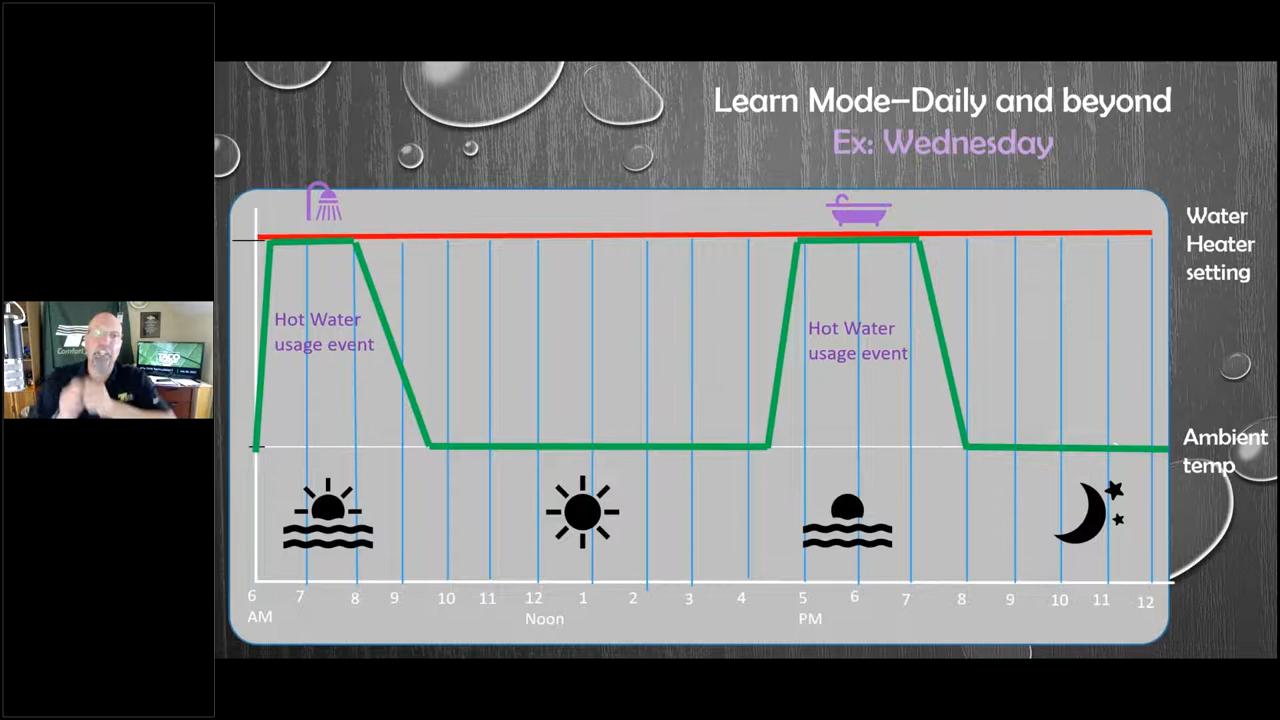 Learn Mode–Daily and beyond
Ex: Wednesday
Water
Heater
setting
Hot Water
usage event
Hot Water
usage event
Ambient
temp
6 7 8 9 10 11 12 1 2 3 4 5 6 7 8 9 10 11 12
AM Noon PM
TACO